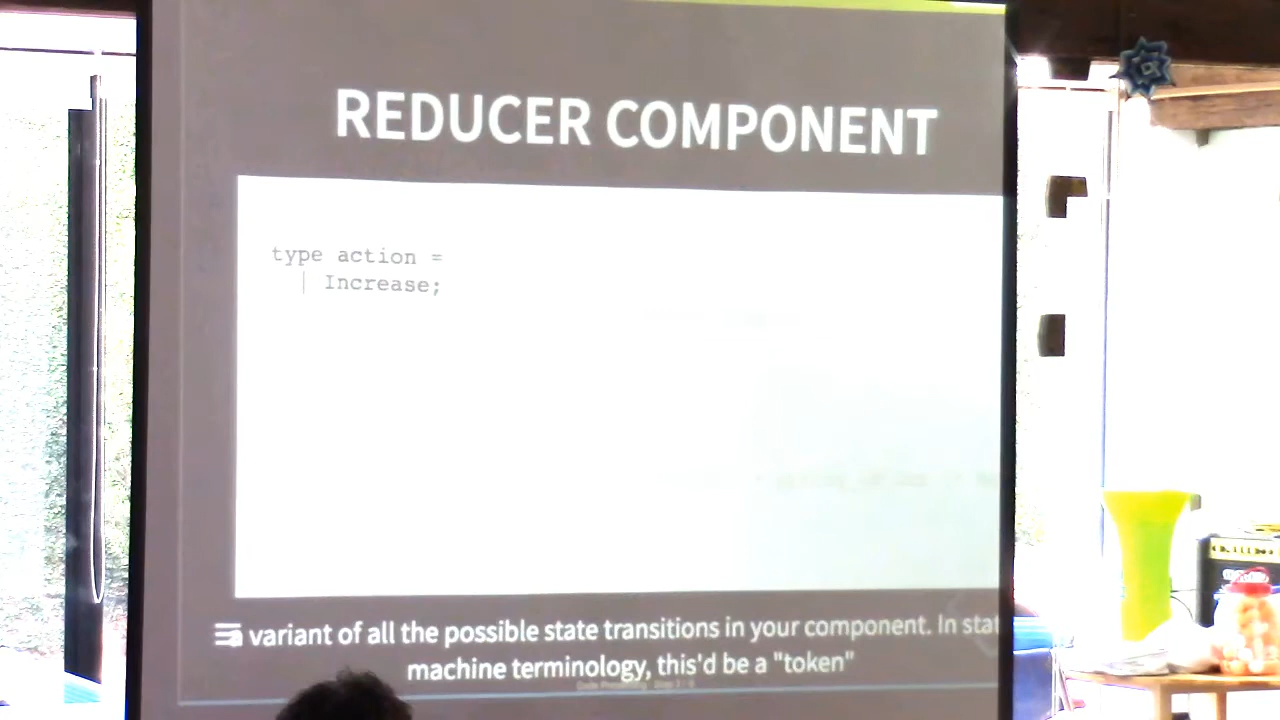 REDUCER COMPONENT
type action =
| Increase;
a variant of all the possible state transitions in your component. In stat
machine terminology, this'd be a "token"